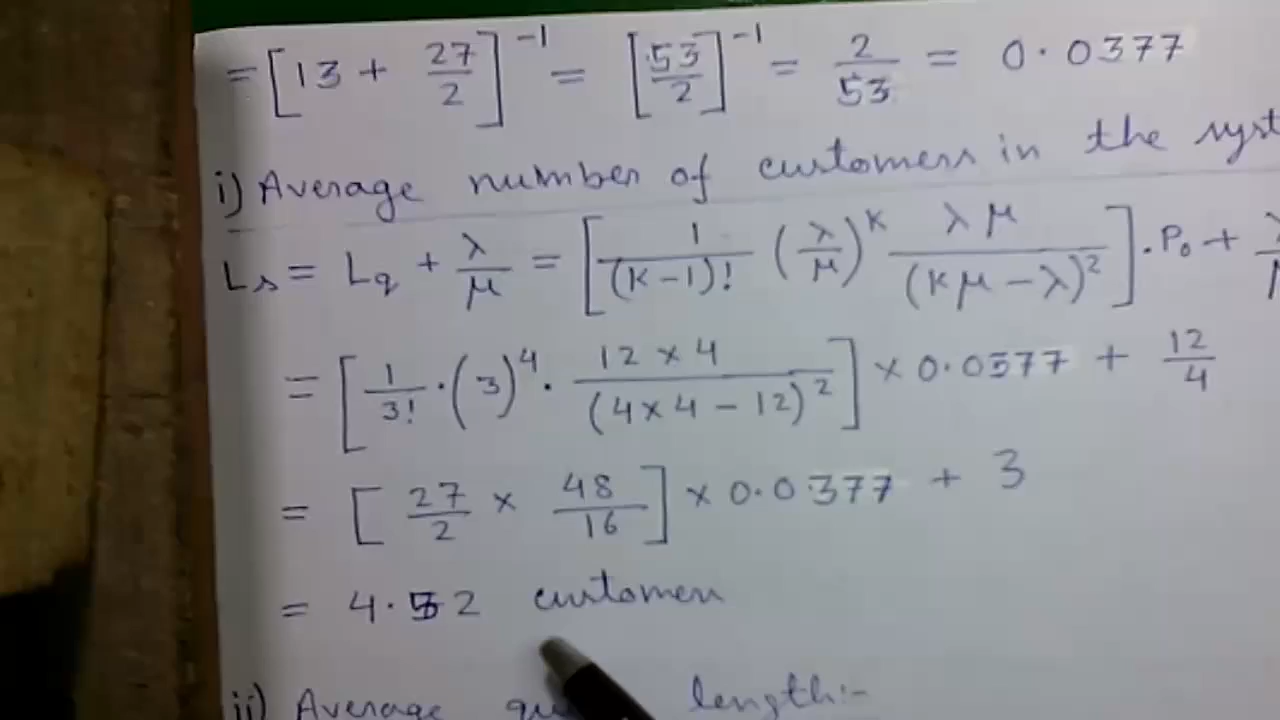 = [13 + 27/2]^-1 = [53/2]^-1 = 2/53 = 0.0377
i) Average number of customers in the syst
Ls = Lq + λ/μ = [1/(K-1)! (λ/μ)^K λμ/(Kμ-λ)^2].P0 + λ/μ
= [1/3! · (3)^4 · 12×4/(4×4-12)^2] × 0.0377 + 12/4
= [27/2 × 48/16] × 0.0377 + 3
= 4.52 customers
ii) Average length:-